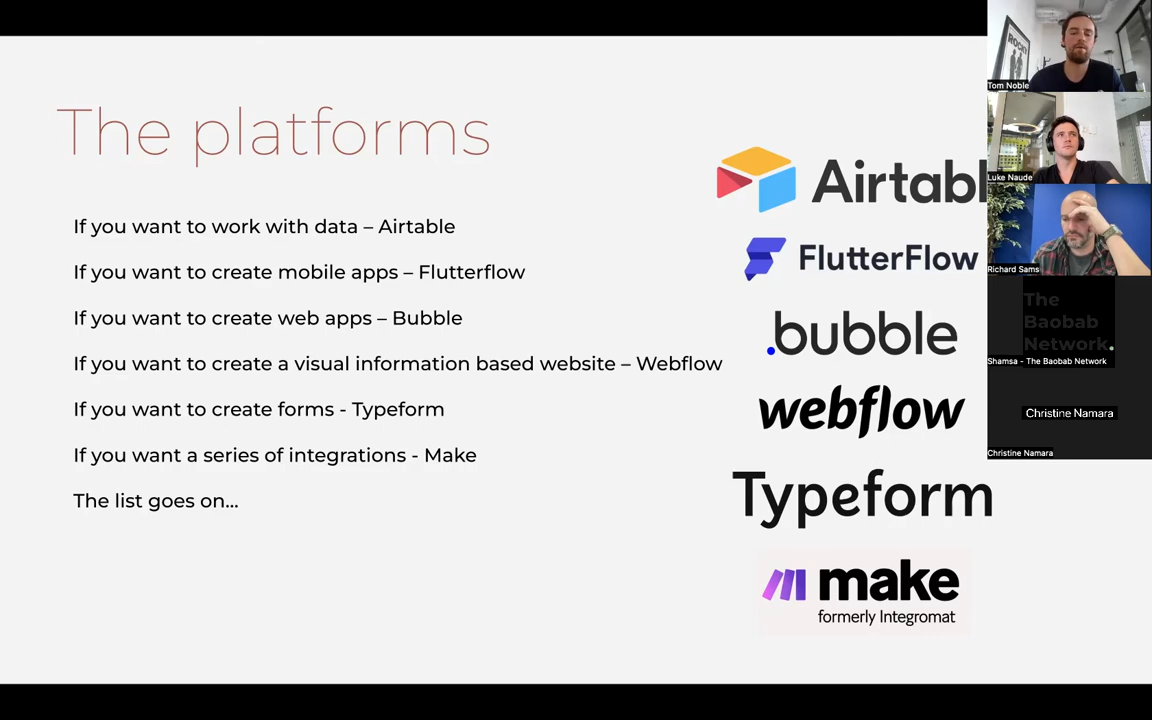 The platforms
If you want to work with data – Airtable
If you want to create mobile apps – Flutterflow
If you want to create web apps – Bubble
If you want to create a visual information based website – Webflow
If you want to create forms - Typeform
If you want a series of integrations - Make
The list goes on...
Airtabl
FlutterFlow
.bubble
webflow
Typeform
make
formerly Integromat
ROCKY
Tom Noble
Luke Naude
Richard Sams
The
Baobab
Network.
Shamsa - The Baobab Network
Christine Namara
Christine Namara